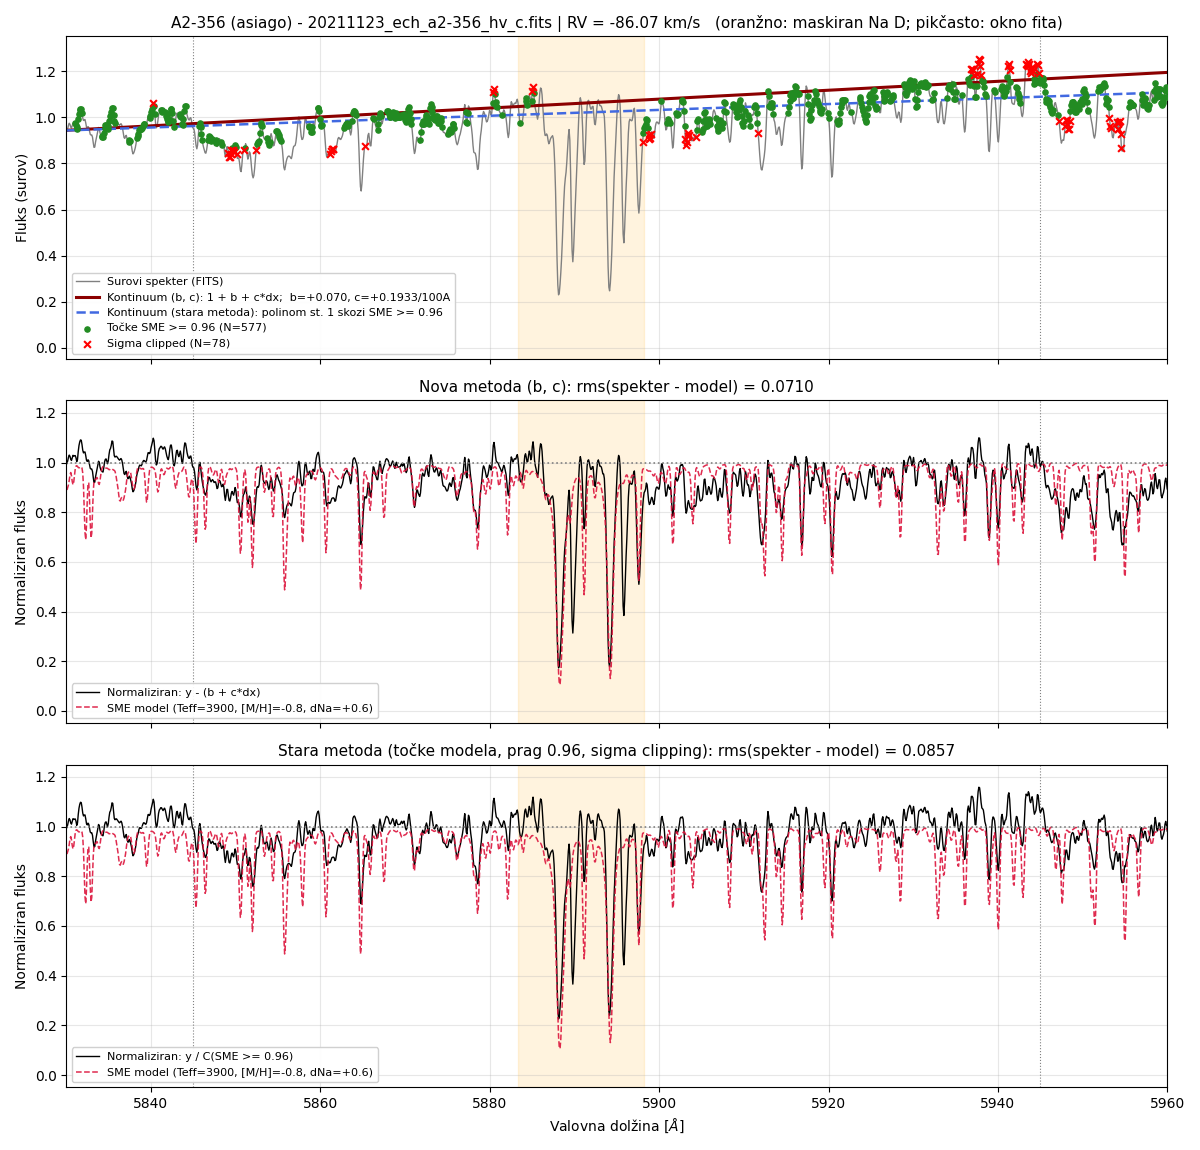 A2-356 (asiago) - 20211123_ech_a2-356_hv_c.fits | RV = -86.07 km/s   (oranžno: maskiran Na D; pikčasto: okno fita)
1.2
1.0
0.8
0.6
0.4
0.2
0.0
Fluks (surov)
Surovi spekter (FITS)
Kontinuum (b, c): 1 + b + c*dx;  b=+0.070, c=+0.1933/100A
Kontinuum (stara metoda): polinom st. 1 skozi SME >= 0.96
Točke SME >= 0.96 (N=577)
Sigma clipped (N=78)
Nova metoda (b, c): rms(spekter - model) = 0.0710
1.2
1.0
0.8
0.6
0.4
0.2
0.0
Normaliziran fluks
Normaliziran: y - (b + c*dx)
SME model (Teff=3900, [M/H]=-0.8, dNa=+0.6)
Stara metoda (točke modela, prag 0.96, sigma clipping): rms(spekter - model) = 0.0857
1.2
1.0
0.8
0.6
0.4
0.2
0.0
Normaliziran fluks
Normaliziran: y / C(SME >= 0.96)
SME model (Teff=3900, [M/H]=-0.8, dNa=+0.6)
5840 5860 5880 5900 5920 5940 5960
Valovna dolžina [Å]